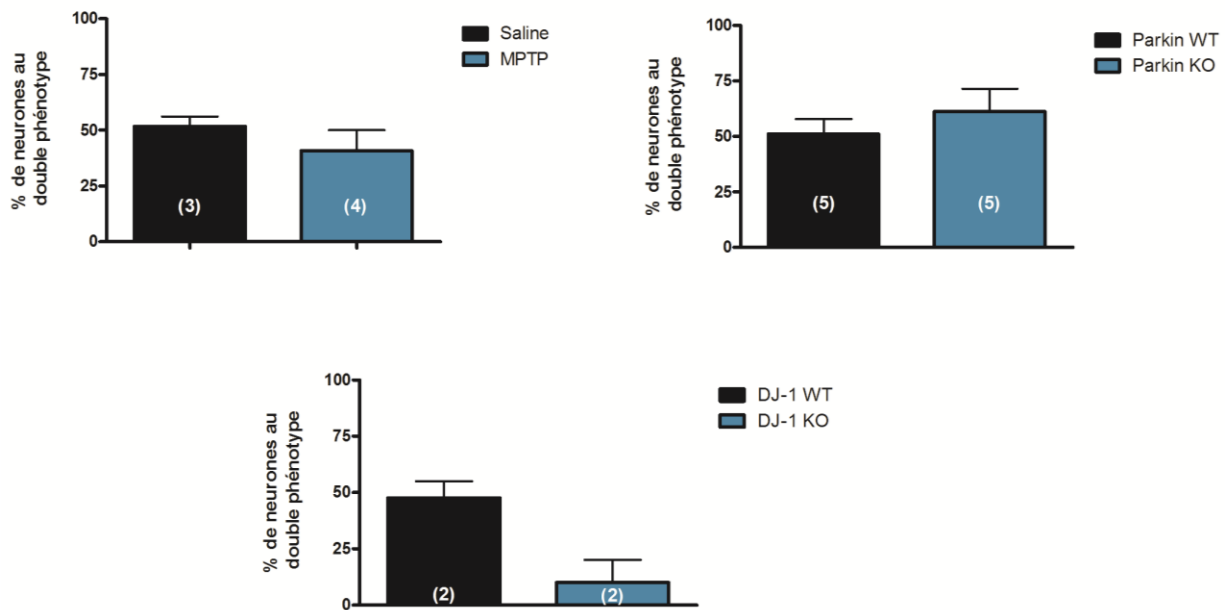 % de neurones au
double phénotype
100
75
50
25
0
(3)
(4)
Saline
MPTP
% de neurones au
double phénotype
100
75
50
25
0
(5)
(5)
Parkin WT
Parkin KO
% de neurones au
double phénotype
100
75
50
25
0
(2)
(2)
DJ-1 WT
DJ-1 KO